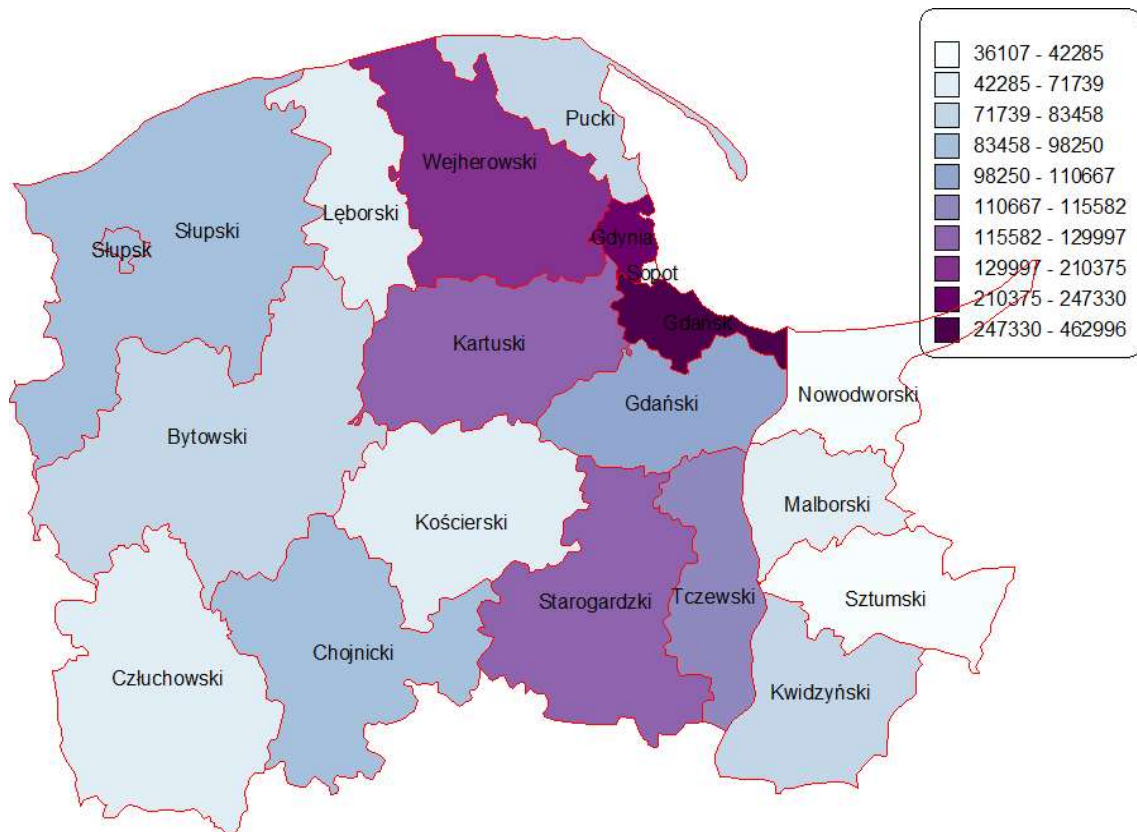 36107 - 42285
42285 - 71739
71739 - 83458
83458 - 98250
98250 - 110667
110667 - 115582
115582 - 129997
129997 - 210375
210375 - 247330
247330 - 462996
Pucki
Wejherowski
Lęborski
Słupski
Słupsk
Gdynia
Sopot
Gdańsk
Kartuski
Nowodworski
Gdański
Bytowski
Malborski
Kościerski
Starogardzki
Tczewski
Sztumski
Chojnicki
Człuchowski
Kwidzyński